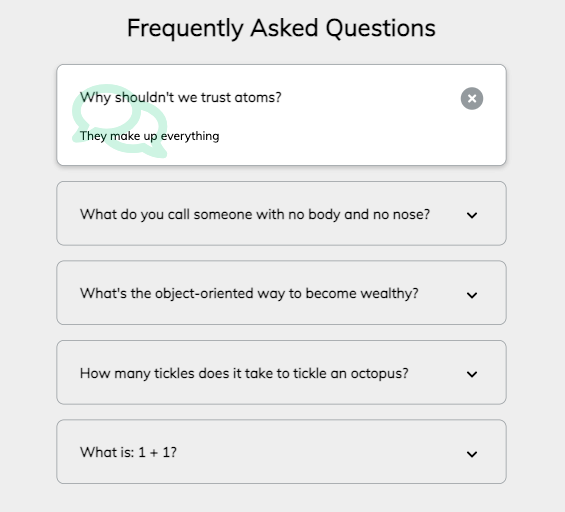 Frequently Asked Questions
Why shouldn't we trust atoms?
They make up everything
What do you call someone with no body and no nose?
What's the object-oriented way to become wealthy?
How many tickles does it take to tickle an octopus?
What is: 1 + 1?